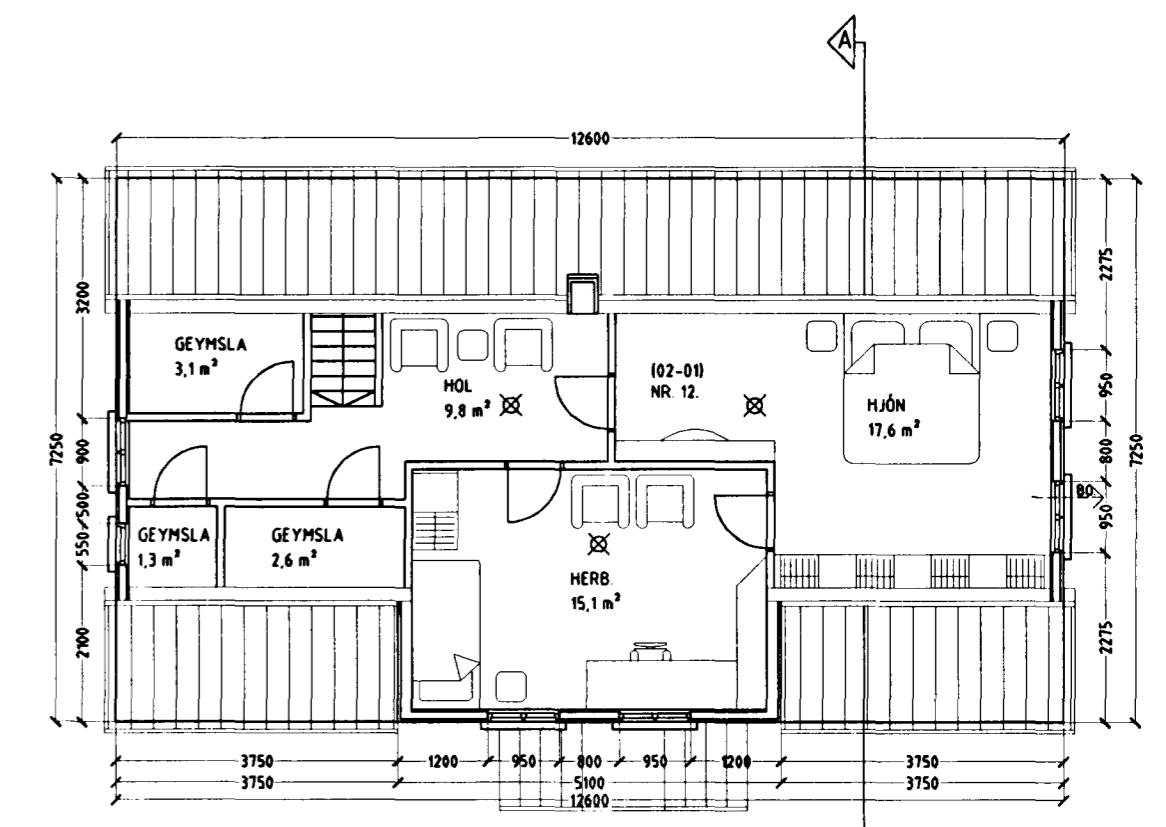 A
12600
3200
900
500
550
2100
7250
GEYMSLA
3,1 m²
HOL
9,8 m²
(02-01)
NR. 12.
HJÓN
17,6 m²
2275
950
800
950
2275
7250
80
GEYMSLA
1,3 m²
GEYMSLA
2,6 m²
HERB.
15,1 m²
3750 1200 950 800 950 1200 3750
3750 5100 3750
12600